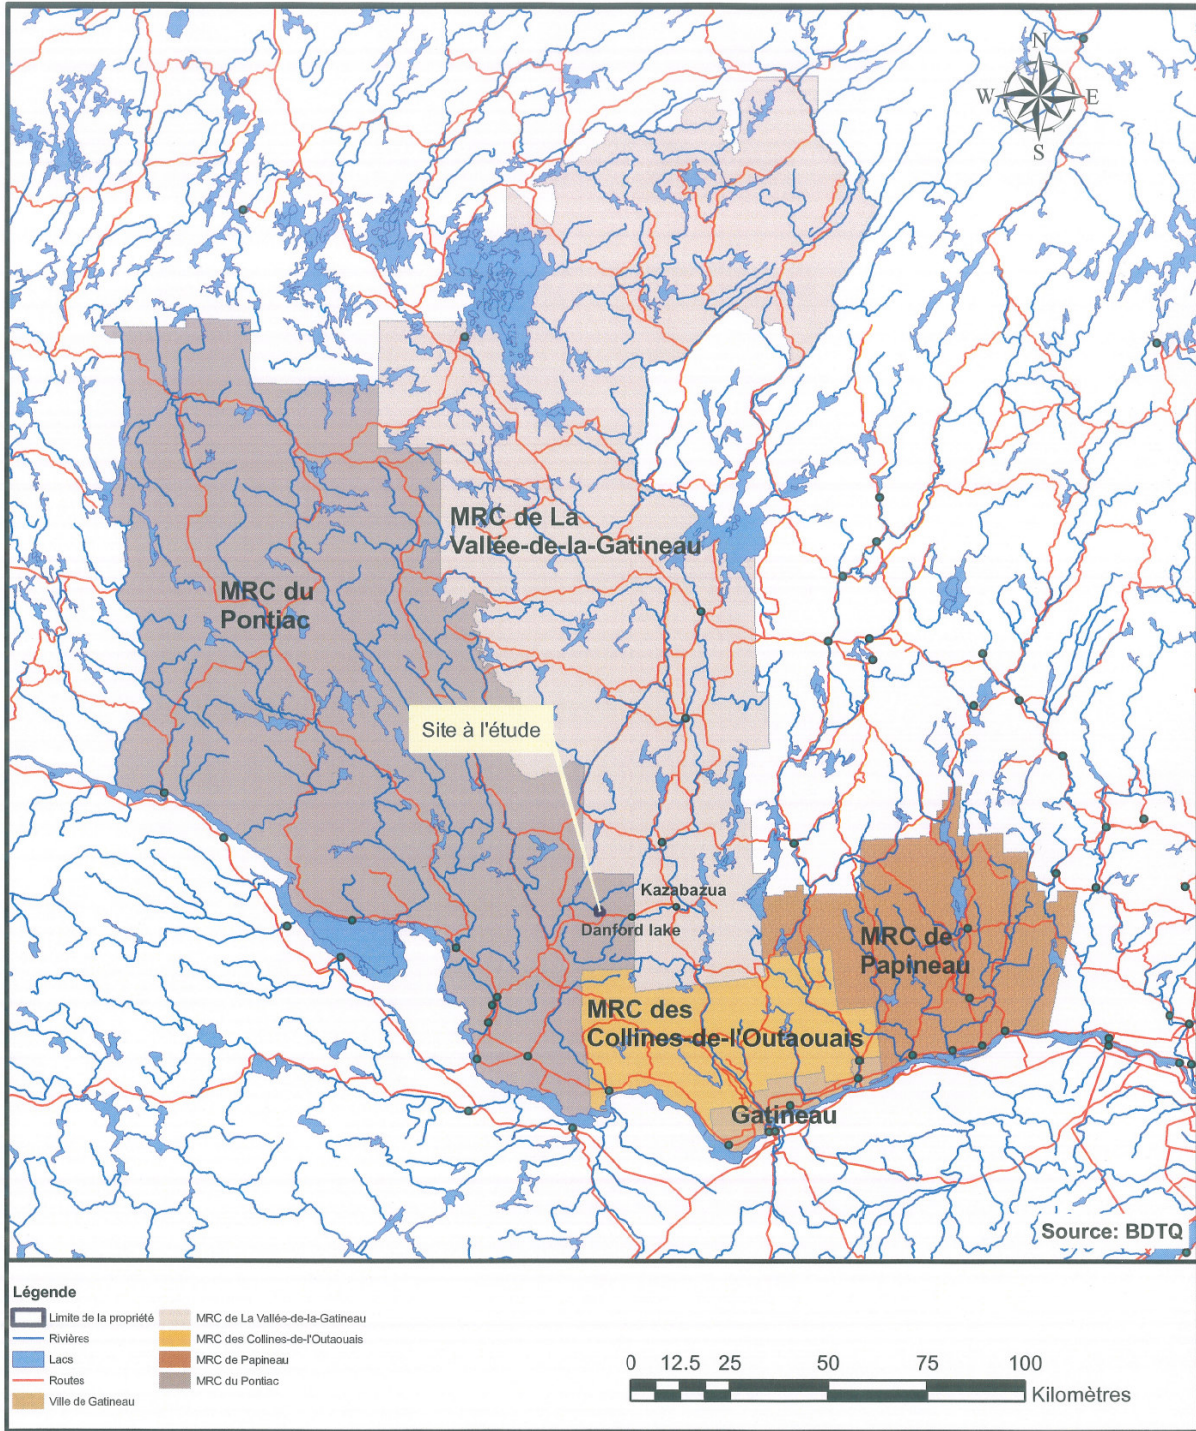 N
W E
S
MRC de La
Vallée-de-la-Gatineau
MRC du
Pontiac
Site à l'étude
Kazabazua
Danford lake
MRC de
Papineau
MRC des
Collines-de-l'Outaouais
Gatineau
Source: BDTQ
Légende
Limite de la propriété
Rivières
Lacs
Routes
Ville de Gatineau
MRC de La Vallée-de-la-Gatineau
MRC des Collines-de-l'Outaouais
MRC de Papineau
MRC du Pontiac
0 12.5 25 50 75 100
Kilomètres